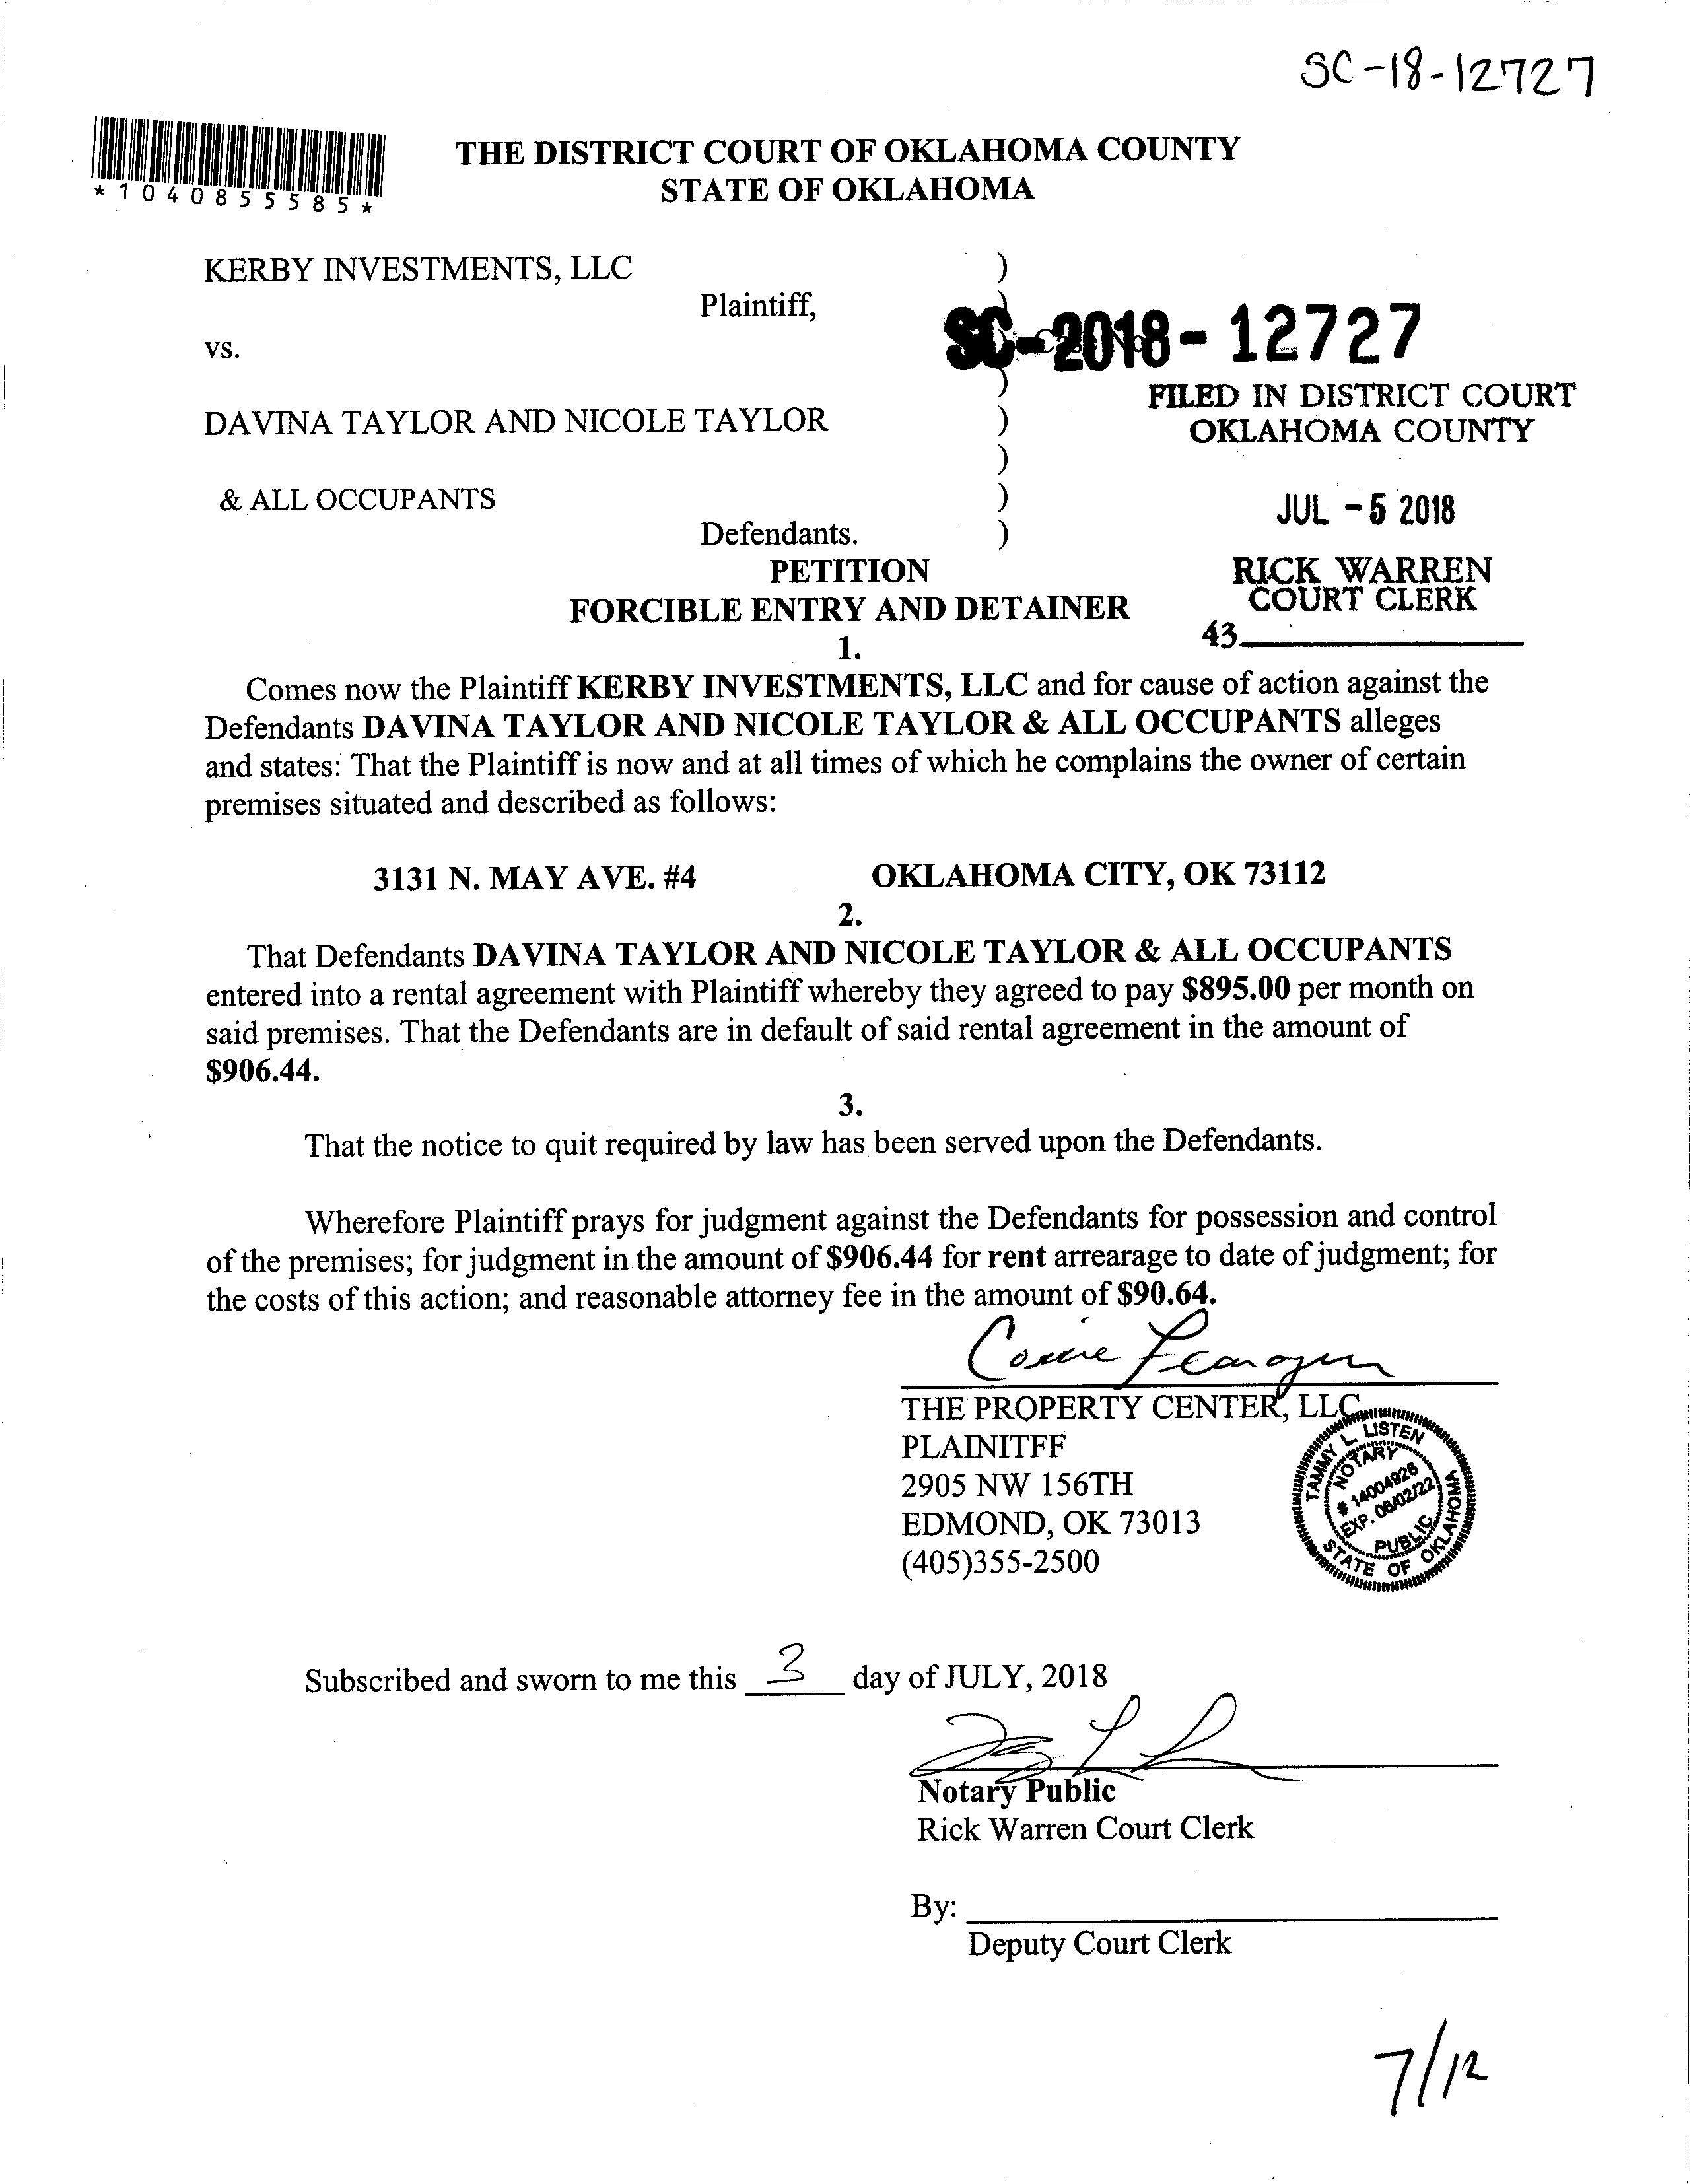 SC-18-12727
*1040855585*
THE DISTRICT COURT OF OKLAHOMA COUNTY
STATE OF OKLAHOMA
KERBY INVESTMENTS, LLC )
Plaintiff,
vs.
SC-2018-12727
)
FILED IN DISTRICT COURT
DAVINA TAYLOR AND NICOLE TAYLOR )
OKLAHOMA COUNTY
)
& ALL OCCUPANTS )
JUL -5 2018
Defendants. )
PETITION
RICK WARREN
COURT CLERK
FORCIBLE ENTRY AND DETAINER
43
1.
Comes now the Plaintiff KERBY INVESTMENTS, LLC and for cause of action against the
Defendants DAVINA TAYLOR AND NICOLE TAYLOR & ALL OCCUPANTS alleges
and states: That the Plaintiff is now and at all times of which he complains the owner of certain
premises situated and described as follows:
3131 N. MAY AVE. #4 OKLAHOMA CITY, OK 73112
2.
That Defendants DAVINA TAYLOR AND NICOLE TAYLOR & ALL OCCUPANTS
entered into a rental agreement with Plaintiff whereby they agreed to pay $895.00 per month on
said premises. That the Defendants are in default of said rental agreement in the amount of
$906.44.
3.
That the notice to quit required by law has been served upon the Defendants.
Wherefore Plaintiff prays for judgment against the Defendants for possession and control
of the premises; for judgment in the amount of $906.44 for rent arrearage to date of judgment; for
the costs of this action; and reasonable attorney fee in the amount of $90.64.
THE PROPERTY CENTER, LLC
PLAINITFF
2905 NW 156TH
EDMOND, OK 73013
(405)355-2500
TAMMY L. LISTEN
NOTARY
# 14004926
EXP. 06/02/22
PUBLIC
STATE OF OKLAHOMA
Subscribed and sworn to me this 3 day of JULY, 2018
Notary Public
Rick Warren Court Clerk
By:
Deputy Court Clerk
7/12